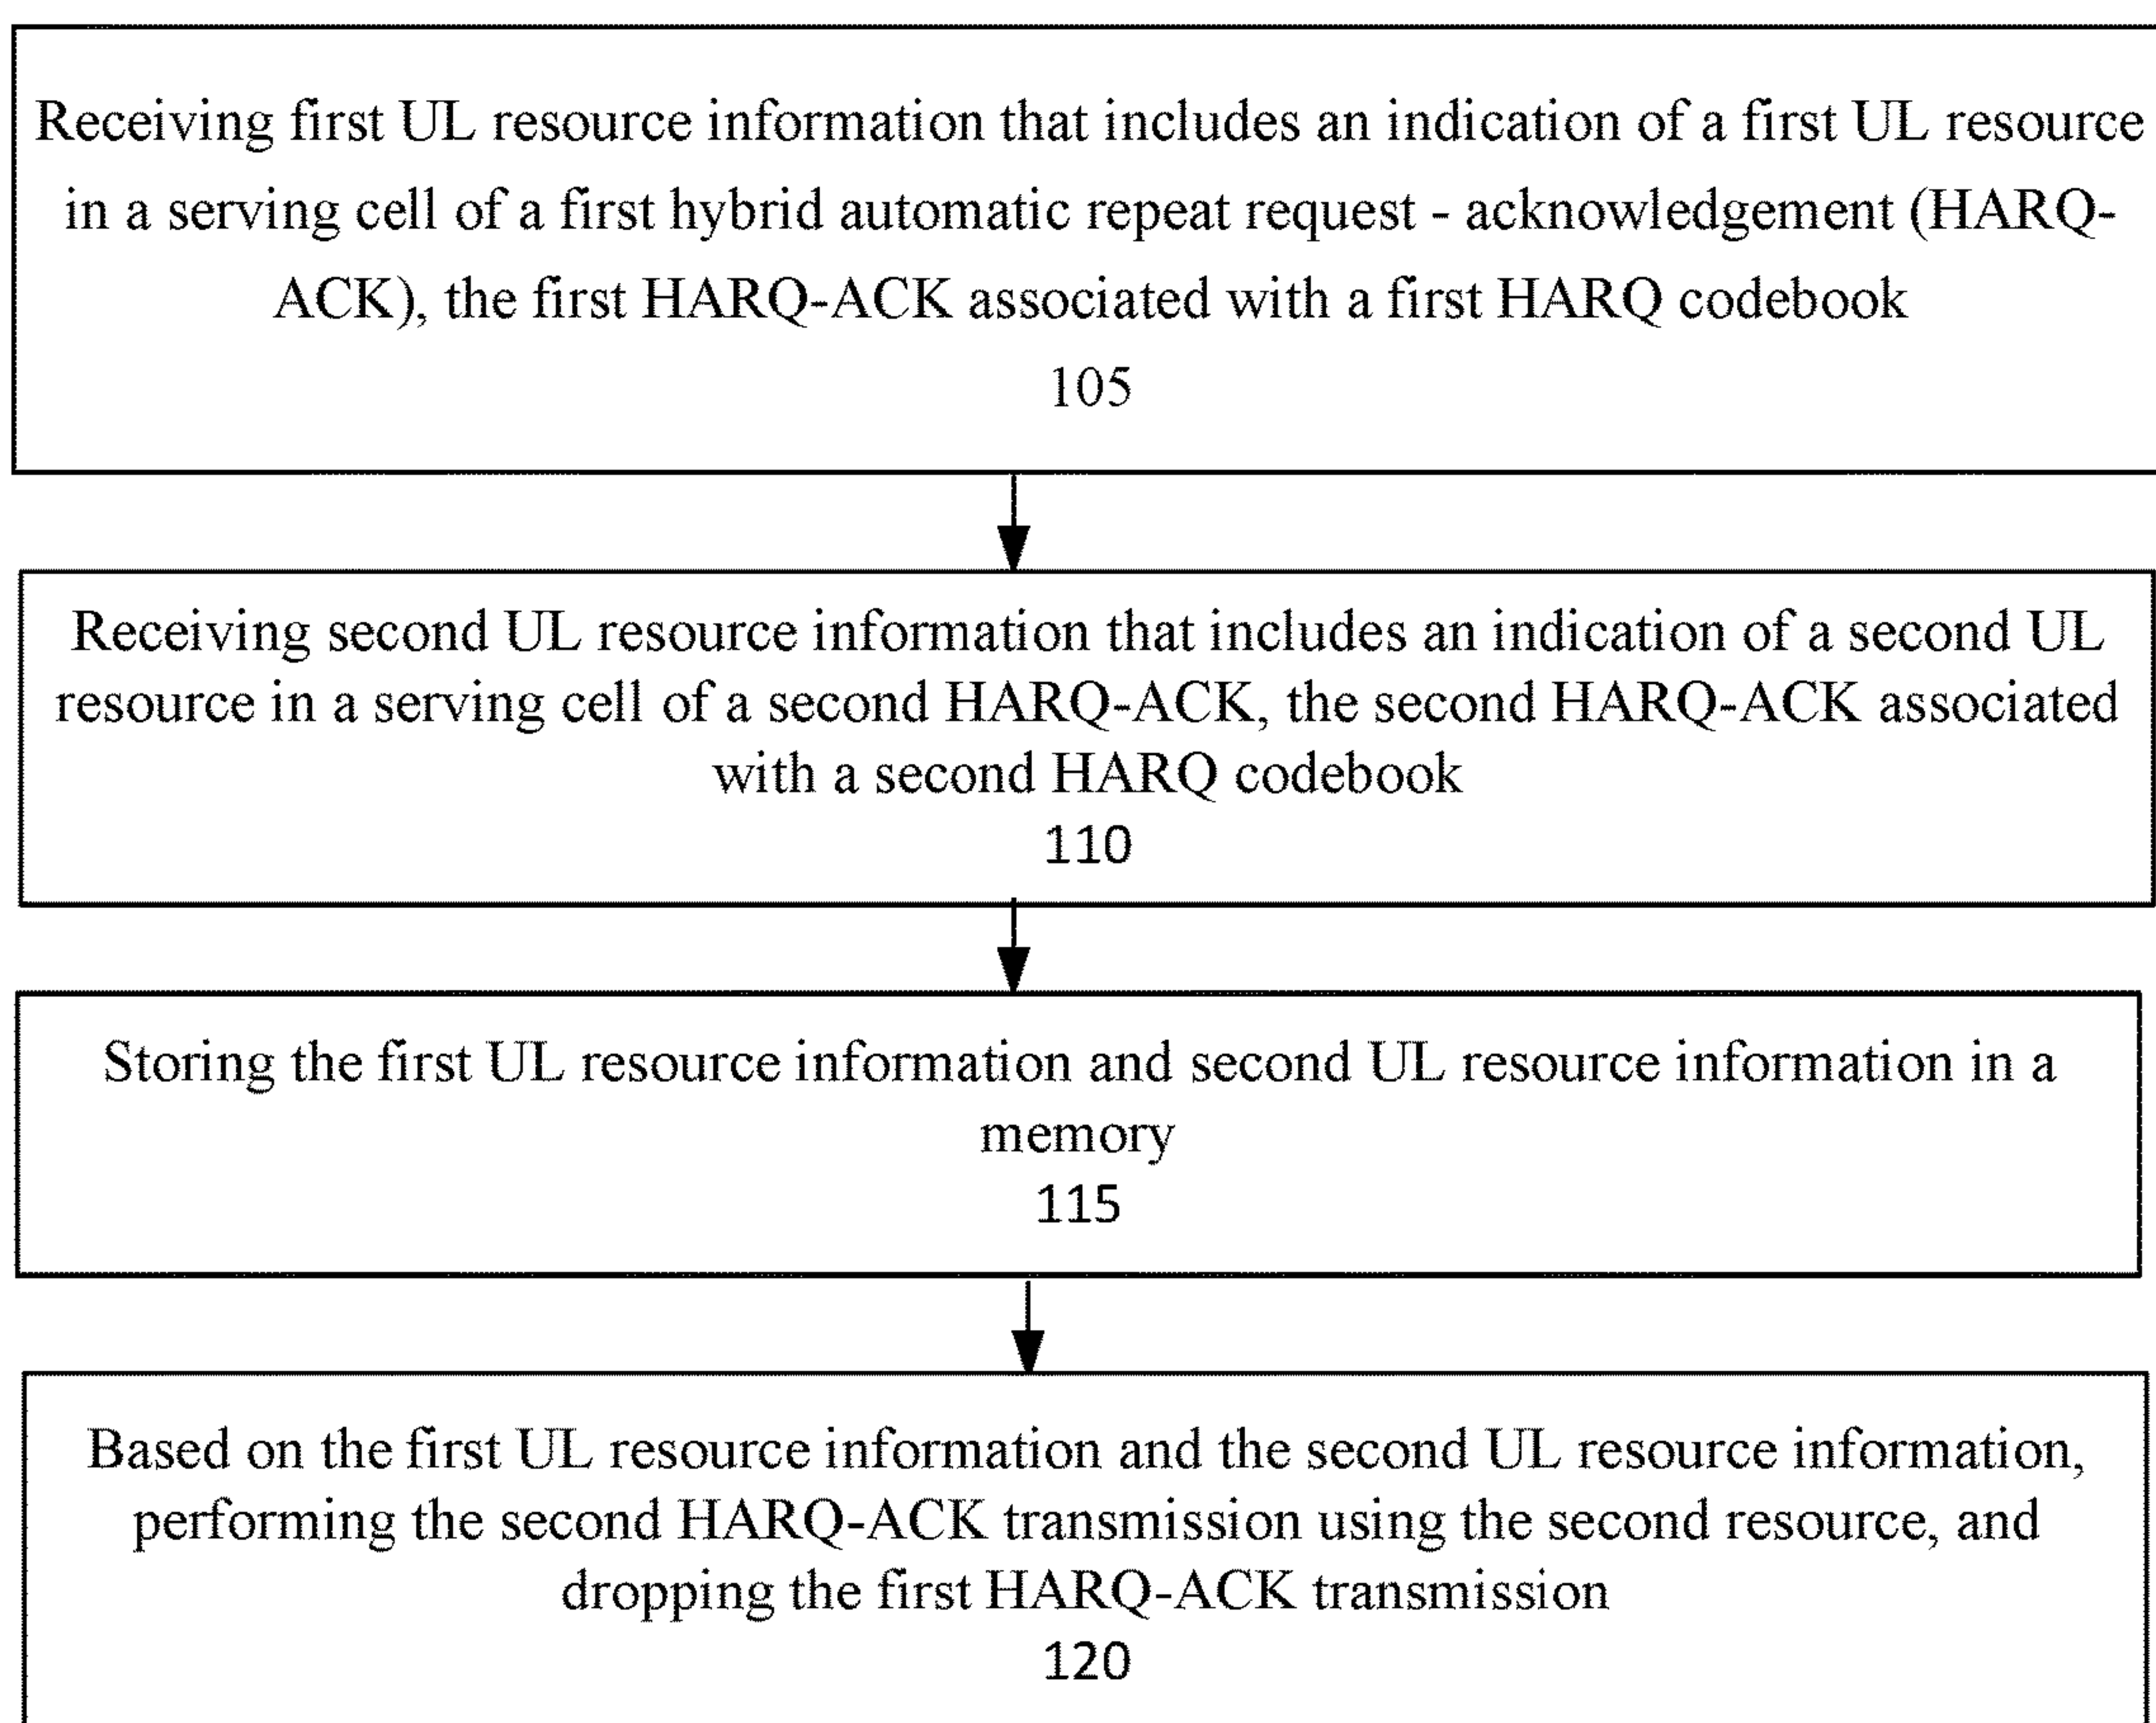 Receiving first UL resource information that includes an indication of a first UL resource
in a serving cell of a first hybrid automatic repeat request - acknowledgement (HARQ-
ACK), the first HARQ-ACK associated with a first HARQ codebook
105
Receiving second UL resource information that includes an indication of a second UL
resource in a serving cell of a second HARQ-ACK, the second HARQ-ACK associated
with a second HARQ codebook
110
Storing the first UL resource information and second UL resource information in a
memory
115
Based on the first UL resource information and the second UL resource information,
performing the second HARQ-ACK transmission using the second resource, and
dropping the first HARQ-ACK transmission
120